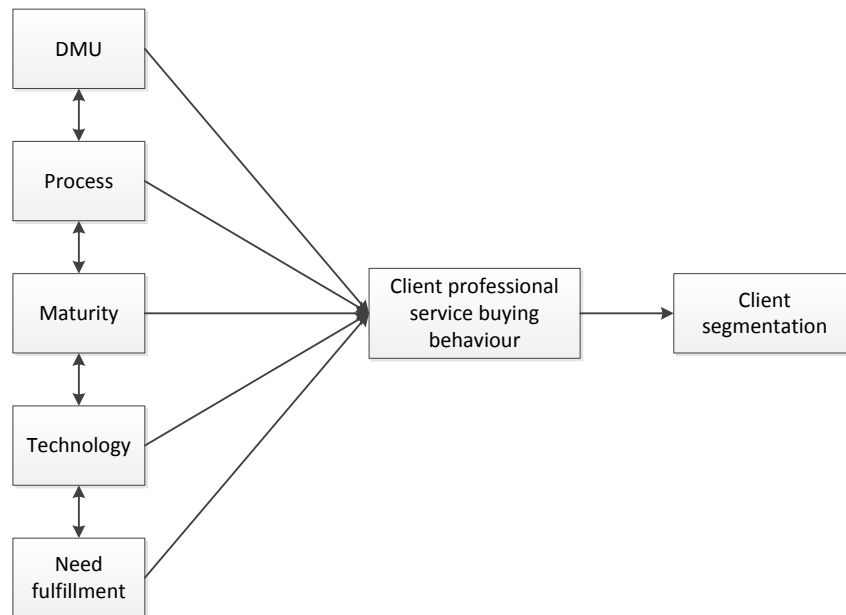 DMU
Process
Maturity
Technology
Need
fulfillment
Client professional
service buying
behaviour
Client
segmentation